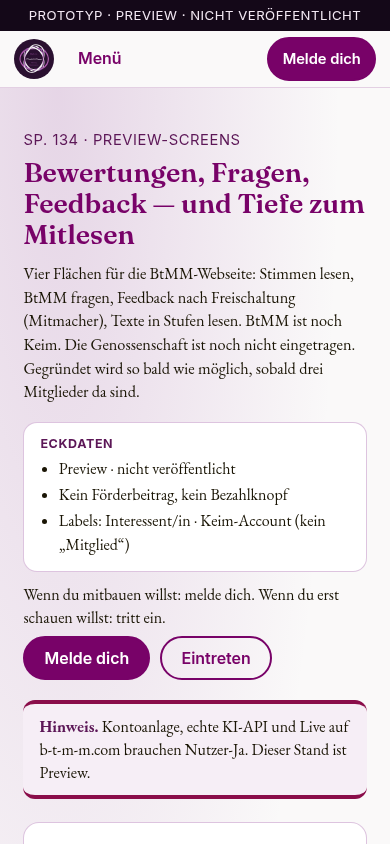 PROTOTYP · PREVIEW · NICHT VERÖFFENTLICHT
Menü
Melde dich
SP. 134 · PREVIEW-SCREENS
Bewertungen, Fragen,
Feedback — und Tiefe zum
Mitlesen
Vier Flächen für die BtMM-Webseite: Stimmen lesen,
BtMM fragen, Feedback nach Freischaltung
(Mitmacher), Texte in Stufen lesen. BtMM ist noch
Keim. Die Genossenschaft ist noch nicht eingetragen.
Gegründet wird so bald wie möglich, sobald drei
Mitglieder da sind.
ECKDATEN
• Preview · nicht veröffentlicht
• Kein Förderbeitrag, kein Bezahlknopf
• Labels: Interessent/in · Keim-Account (kein
„Mitglied“)
Wenn du mitbauen willst: melde dich. Wenn du erst
schauen willst: tritt ein.
Melde dich
Eintreten
Hinweis. Kontoanlage, echte KI-API und Live auf
b-t-m-m.com brauchen Nutzer-Ja. Dieser Stand ist
Preview.